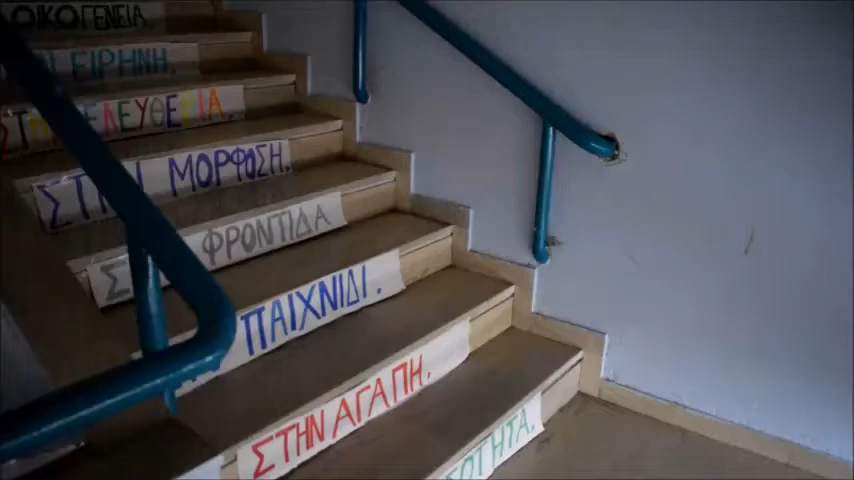 ΟΙΚΟΓΕΝΕΙΑ
ΕΙΡΗΝΗ.
ΕΛΕΥΘΕΡΙΑ,
ΜΟΡΦΩΣΗ.
ΦΡΟΝΤΙΔΑ
ΠΑΙΧΝΙΔΙ.
ΣΤΗΝ ΑΓΑΠΗ.